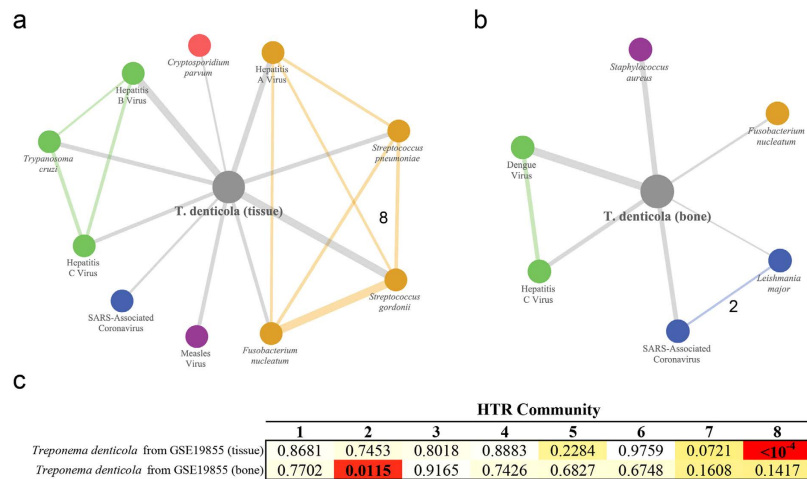 a
Cryptosporidium
parvum
Hepatitis
A Virus
Hepatitis
B Virus
Trypanosoma
cruzi
Streptococcus
pneumoniae
T. denticola (tissue)
8
Hepatitis
C Virus
Streptococcus
gordonii
SARS-Associated
Coronavirus
Measles
Virus
Fusobacterium
nucleatum
b
Staphylococcus
aureus
Fusobacterium
nucleatum
Dengue
Virus
T. denticola (bone)
Hepatitis
C Virus
Leishmania
major
2
SARS-Associated
Coronavirus
c
HTR Community
1 2 3 4 5 6 7 8
Treponema denticola from GSE19855 (tissue) 0.8681 0.7453 0.8018 0.8883 0.2284 0.9759 0.0721 <10⁻⁴
Treponema denticola from GSE19855 (bone) 0.7702 0.0115 0.9165 0.7426 0.6827 0.6748 0.1608 0.1417